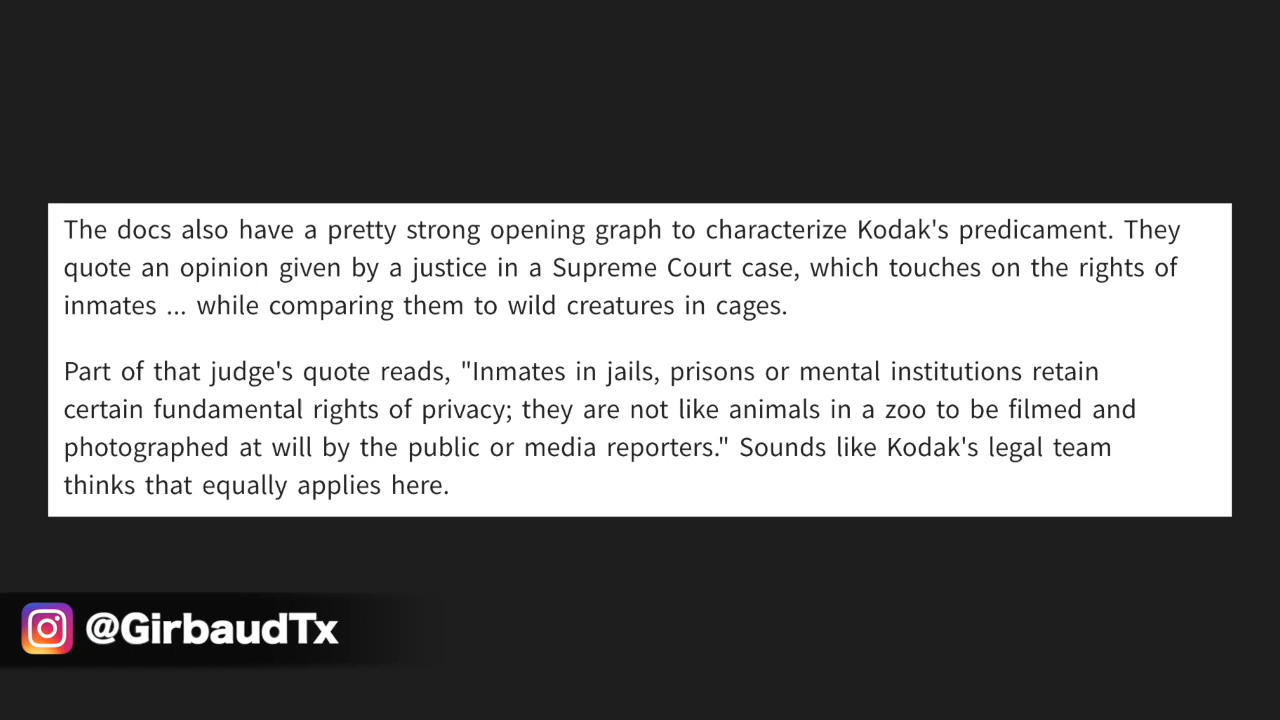 The docs also have a pretty strong opening graph to characterize Kodak's predicament. They
quote an opinion given by a justice in a Supreme Court case, which touches on the rights of
inmates ... while comparing them to wild creatures in cages.
Part of that judge's quote reads, "Inmates in jails, prisons or mental institutions retain
certain fundamental rights of privacy; they are not like animals in a zoo to be filmed and
photographed at will by the public or media reporters." Sounds like Kodak's legal team
thinks that equally applies here.
@GirbaudTx